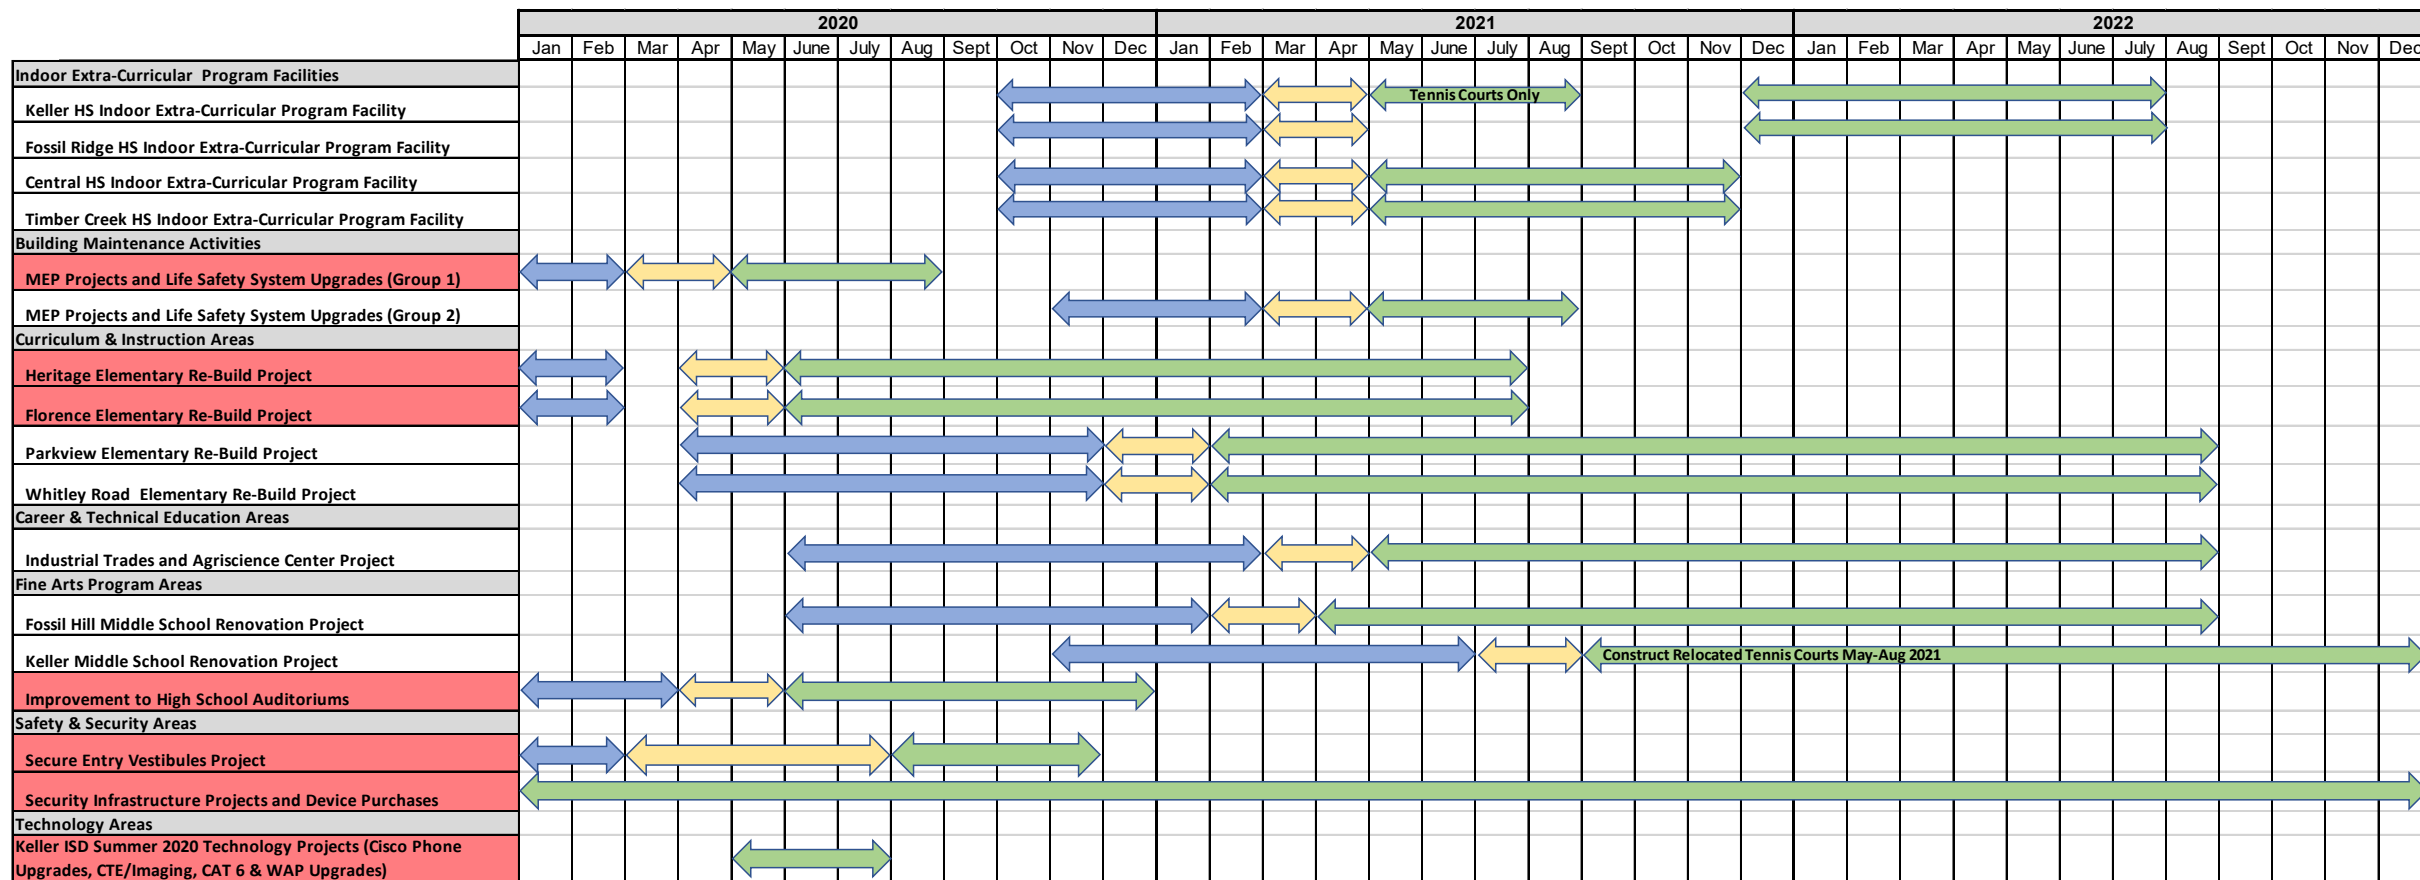 2020 2021 2022
Jan Feb Mar Apr May June July Aug Sept Oct Nov Dec Jan Feb Mar Apr May June July Aug Sept Oct Nov Dec Jan Feb Mar Apr May June July Aug Sept Oct Nov Dec
Indoor Extra-Curricular Program Facilities
Keller HS Indoor Extra-Curricular Program Facility
Tennis Courts Only
Fossil Ridge HS Indoor Extra-Curricular Program Facility
Central HS Indoor Extra-Curricular Program Facility
Timber Creek HS Indoor Extra-Curricular Program Facility
Building Maintenance Activities
MEP Projects and Life Safety System Upgrades (Group 1)
MEP Projects and Life Safety System Upgrades (Group 2)
Curriculum & Instruction Areas
Heritage Elementary Re-Build Project
Florence Elementary Re-Build Project
Parkview Elementary Re-Build Project
Whitley Road Elementary Re-Build Project
Career & Technical Education Areas
Industrial Trades and Agriscience Center Project
Fine Arts Program Areas
Fossil Hill Middle School Renovation Project
Keller Middle School Renovation Project
Construct Relocated Tennis Courts May-Aug 2021
Improvement to High School Auditoriums
Safety & Security Areas
Secure Entry Vestibules Project
Security Infrastructure Projects and Device Purchases
Technology Areas
Keller ISD Summer 2020 Technology Projects (Cisco Phone
Upgrades, CTE/Imaging, CAT 6 & WAP Upgrades)